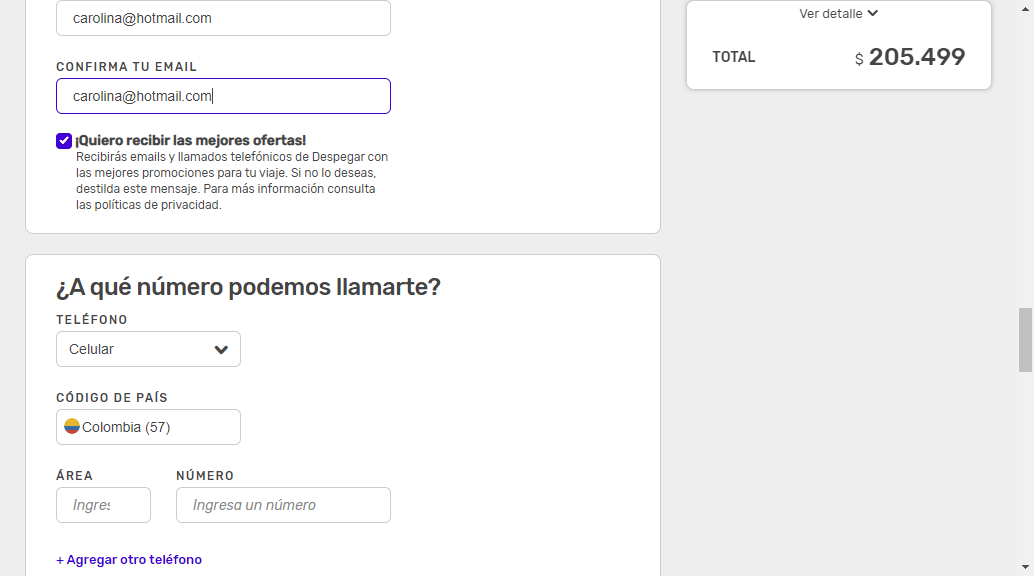 carolina@hotmail.com
CONFIRMA TU EMAIL
carolina@hotmail.com
¡Quiero recibir las mejores ofertas!
Recibirás emails y llamados telefónicos de Despegar con
las mejores promociones para tu viaje. Si no lo deseas,
destilda este mensaje. Para más información consulta
las políticas de privacidad.
¿A qué número podemos llamarte?
TELÉFONO
Celular
CÓDIGO DE PAÍS
Colombia (57)
ÁREA NÚMERO
Ingres Ingresa un número
+ Agregar otro teléfono
Ver detalle
TOTAL $ 205.499